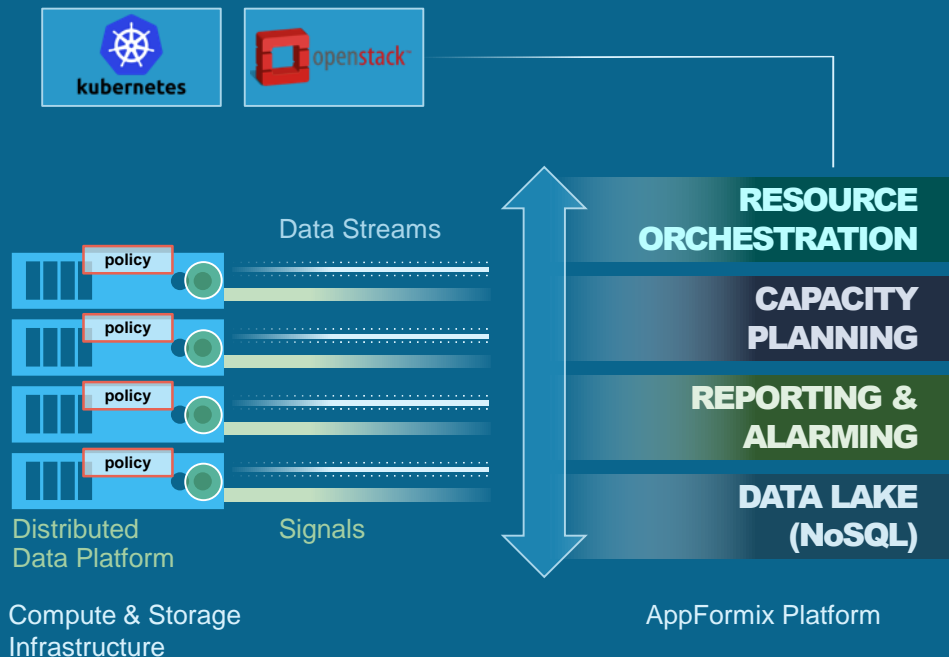 kubernetes
openstack™
Data Streams
policy
policy
policy
policy
Distributed
Data Platform
Signals
Compute & Storage
Infrastructure
RESOURCE
ORCHESTRATION
CAPACITY
PLANNING
REPORTING &
ALARMING
DATA LAKE
(NoSQL)
AppFormix Platform